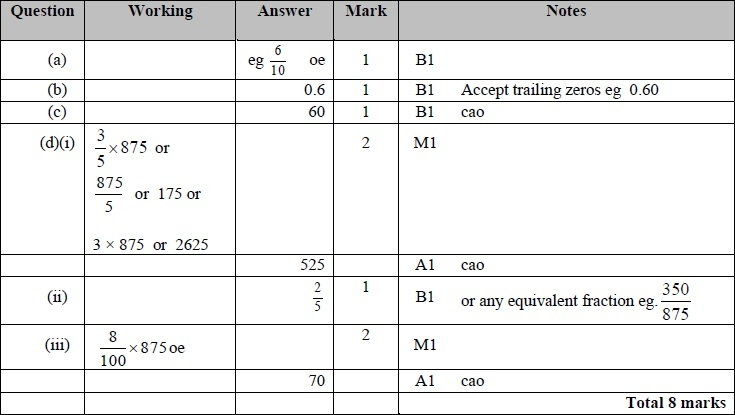 Question Working Answer Mark Notes
(a) eg 6/10 oe 1 B1
(b) 0.6 1 B1 Accept trailing zeros eg 0.60
(c) 60 1 B1 cao
(d)(i) 3/5 × 875 or 2 M1
875/5 or 175 or
3 × 875 or 2625
525 A1 cao
(ii) 2/5 1 B1 or any equivalent fraction eg. 350/875
(iii) 8/100 × 875 oe 2 M1
70 A1 cao
Total 8 marks